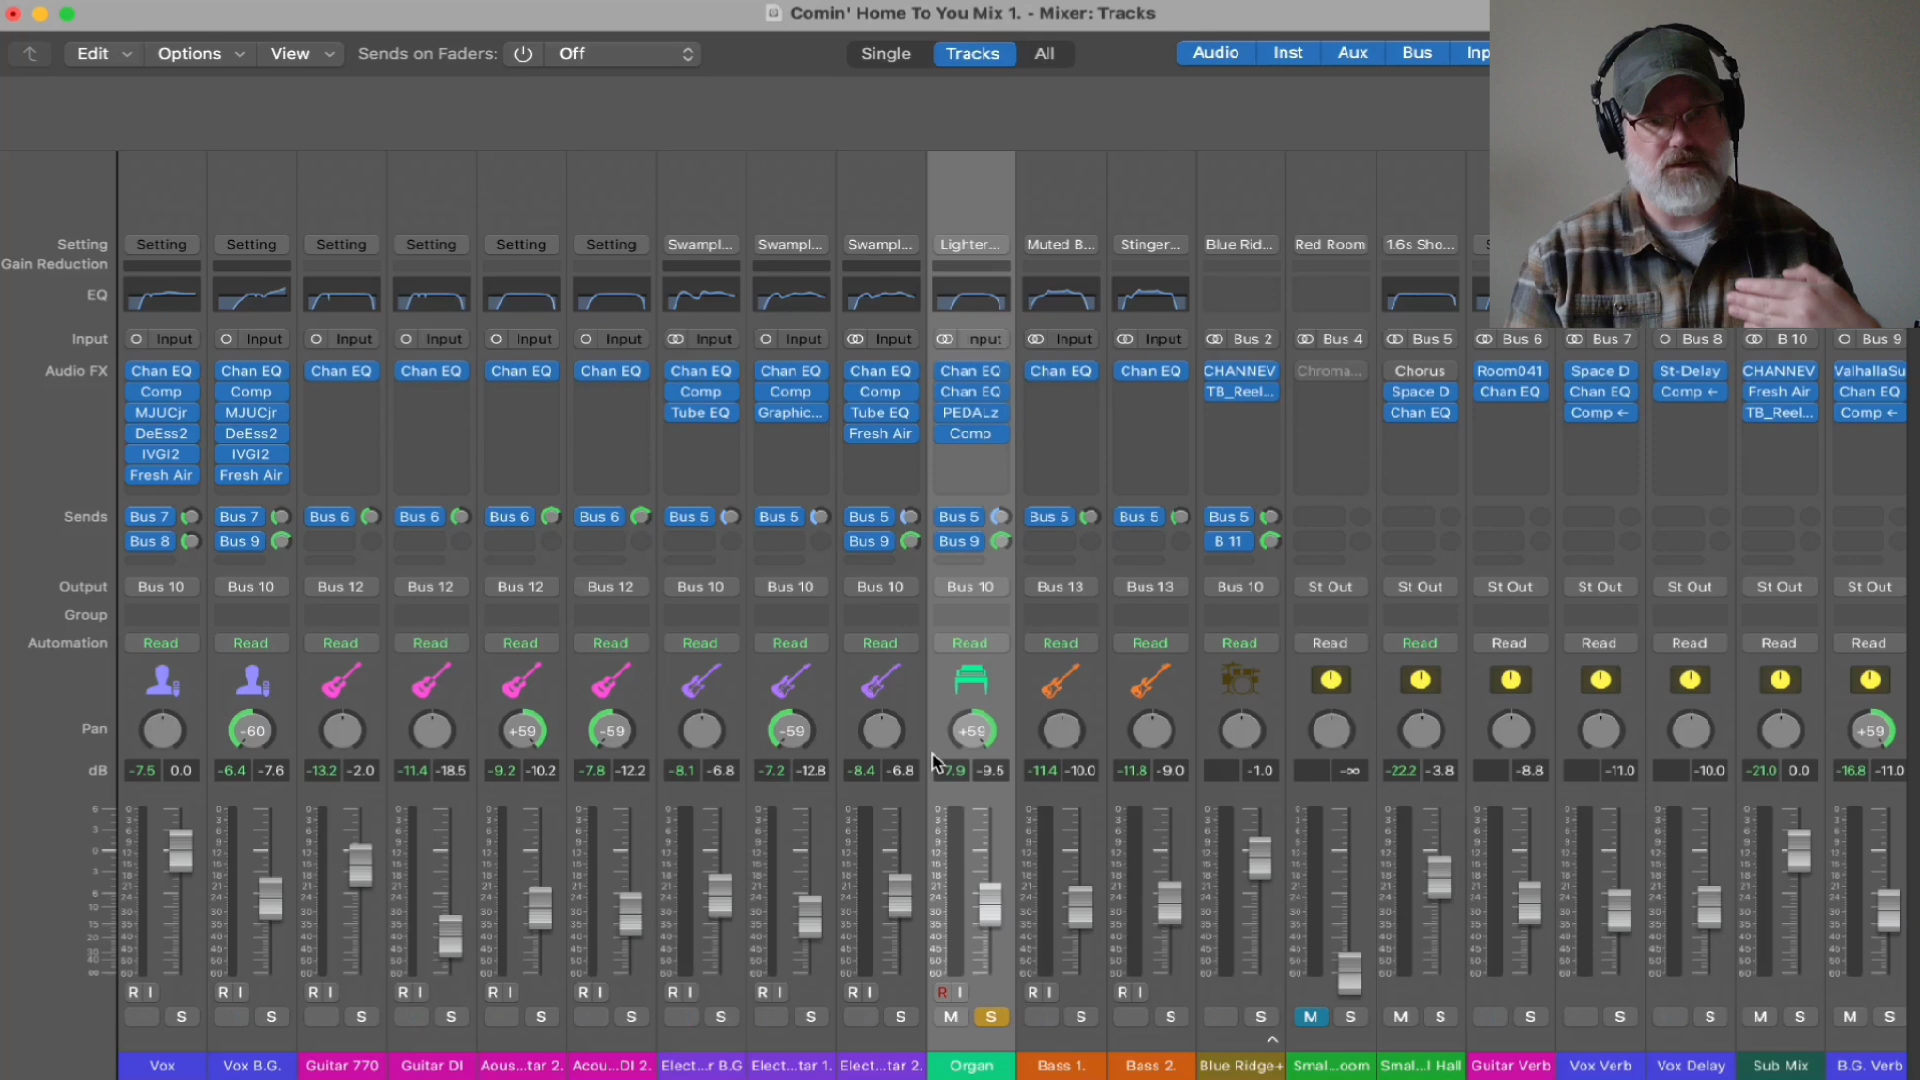 Comin' Home To You Mix 1. - Mixer: Tracks
Edit Options View Sends on Faders: Off Single Tracks All Audio Inst Aux Bus Inp
Setting Setting Setting Setting Setting Setting Setting Swampl... Swampl... Swampl... Lighter... Muted B... Stinger... Blue Rid... Red Room 1.6s Sho... S
Gain Reduction
EQ
Input Input Input Input Input Input Input Input Input Input nput Input Input Bus 2 Bus 4 Bus 5 Bus 6 Bus 7 Bus 8 B 10 Bus 9
Audio FX Chan EQ Chan EQ Chan EQ Chan EQ Chan EQ Chan EQ Chan EQ Chan EQ Chan EQ Chan EQ Chan EQ Chan EQ CHANNEV Chroma... Chorus Room041 Space D St-Delay CHANNEV ValhallaSu
Comp Comp Comp Comp Comp Chan EQ TB_Reel... Space D Chan EQ Chan EQ Comp ← Fresh Air Chan EQ
MJUCjr MJUCjr Tube EQ Graphic... Tube EQ PEDALz Chan EQ Comp ← TB_Reel... Comp ←
DeEss2 DeEss2 Fresh Air Comp
IVGI2 IVGI2
Fresh Air Fresh Air
Sends Bus 7 Bus 7 Bus 6 Bus 6 Bus 6 Bus 6 Bus 5 Bus 5 Bus 5 Bus 5 Bus 5 Bus 5 Bus 5
Bus 8 Bus 9 Bus 9 Bus 9 B 11
Output Bus 10 Bus 10 Bus 12 Bus 12 Bus 12 Bus 12 Bus 10 Bus 10 Bus 10 Bus 10 Bus 13 Bus 13 Bus 10 St Out St Out St Out St Out St Out St Out St Out
Group
Automation Read Read Read Read Read Read Read Read Read Read Read Read Read Read Read Read Read Read Read Read
Pan -60 +59 -59 -59 +59 +59
dB -7.5 0.0 -6.4 -7.6 -13.2 -2.0 -11.4 -18.5 -9.2 -10.2 -7.8 -12.2 -8.1 -6.8 -7.2 -12.8 -8.4 -6.8 7.9 -9.5 -11.4 -10.0 -11.8 -9.0 -1.0 -∞ -22.2 -3.8 -8.8 -11.0 -10.0 -21.0 0.0 -16.8 -11.0
R I R I R I R I R I R I R I R I R I R I R I R I
S S S S S S S S S M S S S S M S M S S S S M S M S
Vox Vox B.G. Guitar 770 Guitar DI Aous...tar 2. Acou...DI 2. Elect...r B.G Elect...tar 1. Elect...tar 2. Organ Bass 1. Bass 2. Blue Ridge+ Smal...oom Smal...l Hall Guitar Verb Vox Verb Vox Delay Sub Mix B.G. Verb